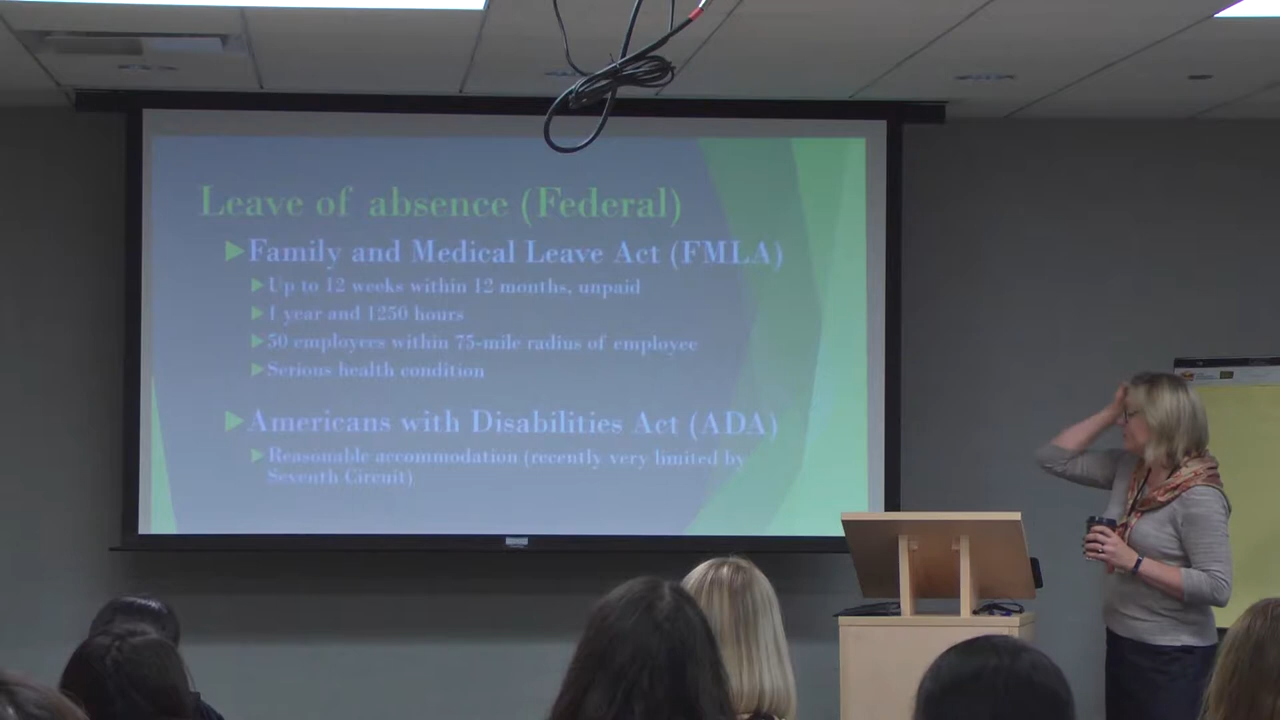 Leave of absence (Federal)
Family and Medical Leave Act (FMLA)
Up to 12 weeks within 12 months, unpaid
1 year and 1250 hours
50 employees within 75-mile radius of employee
Serious health condition
Americans with Disabilities Act (ADA)
Reasonable accommodation (recently very limited by
Seventh Circuit)